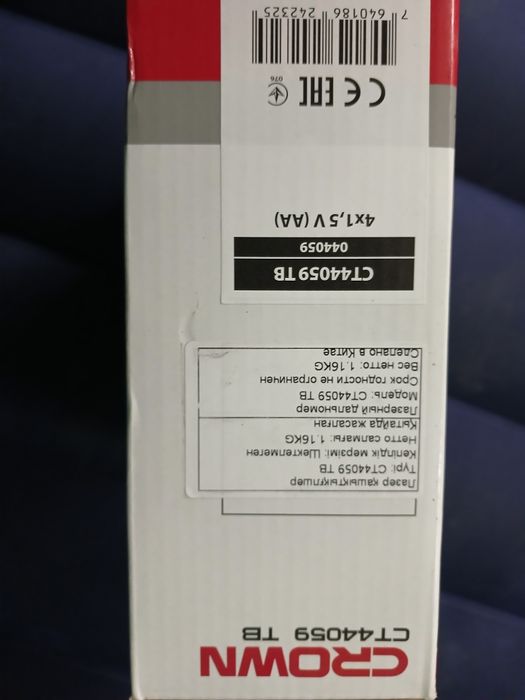 CROWN
CT44059 TB
Лазер қашықтықөлшер
Түрі: CT44059 TB
Кепілдік мерзімі: Шектелмеген
Нетто салмағы: 1.16KG
Қытайда жасалған
Лазерный дальномер
Модель: CT44059 TB
Срок годности не ограничен
Вес нетто: 1.16KG
Сделано в Китае
CT44059 TB
044059
4x1,5 V (AA)
CE EAC 076
7 640186 242325